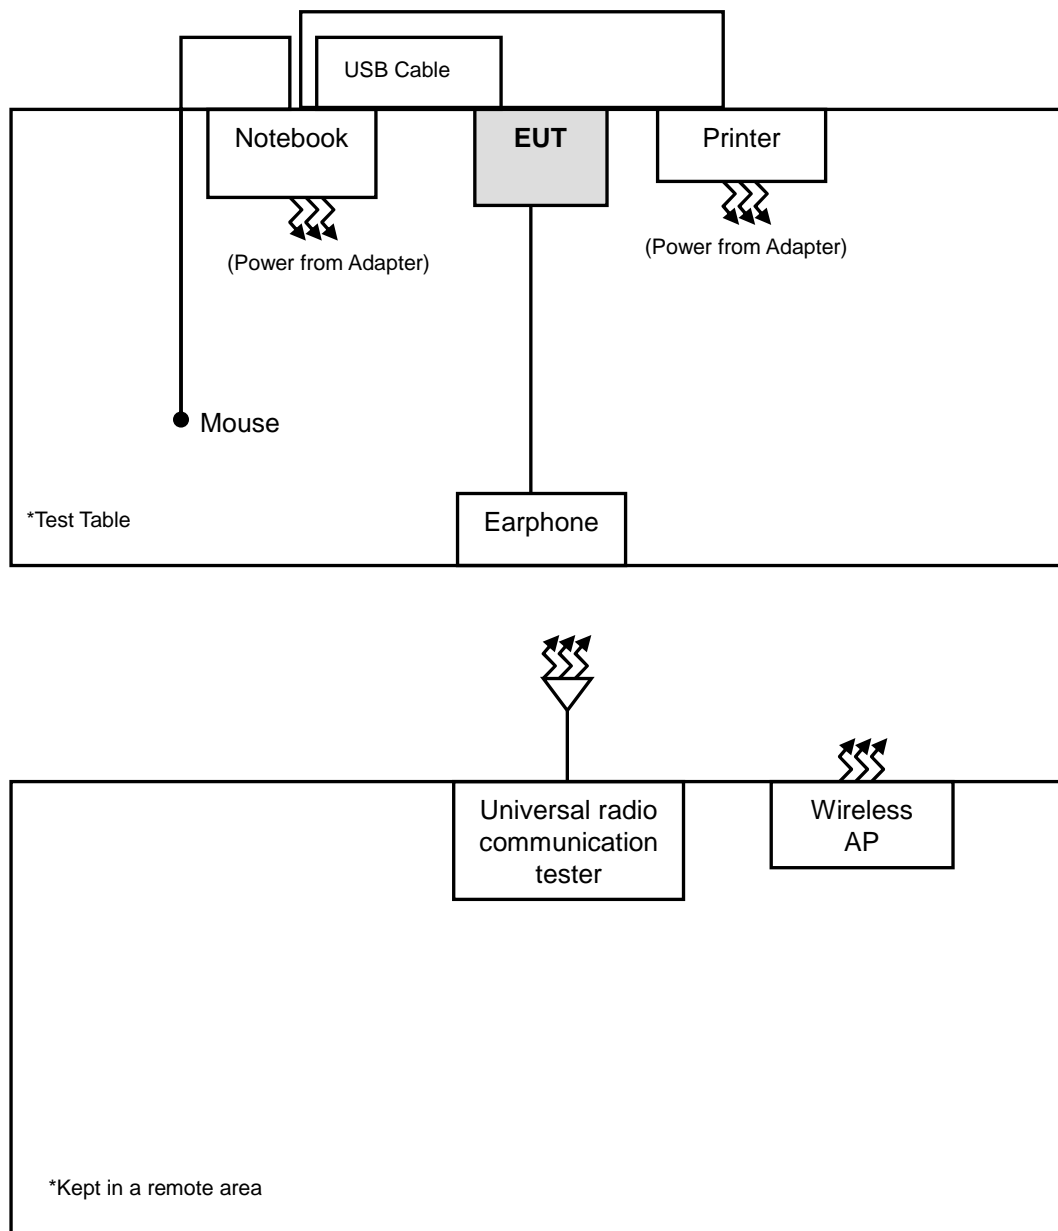 USB Cable
Notebook
EUT
Printer
(Power from Adapter)
(Power from Adapter)
Mouse
*Test Table
Earphone
Universal radio
communication
tester
Wireless
AP
*Kept in a remote area